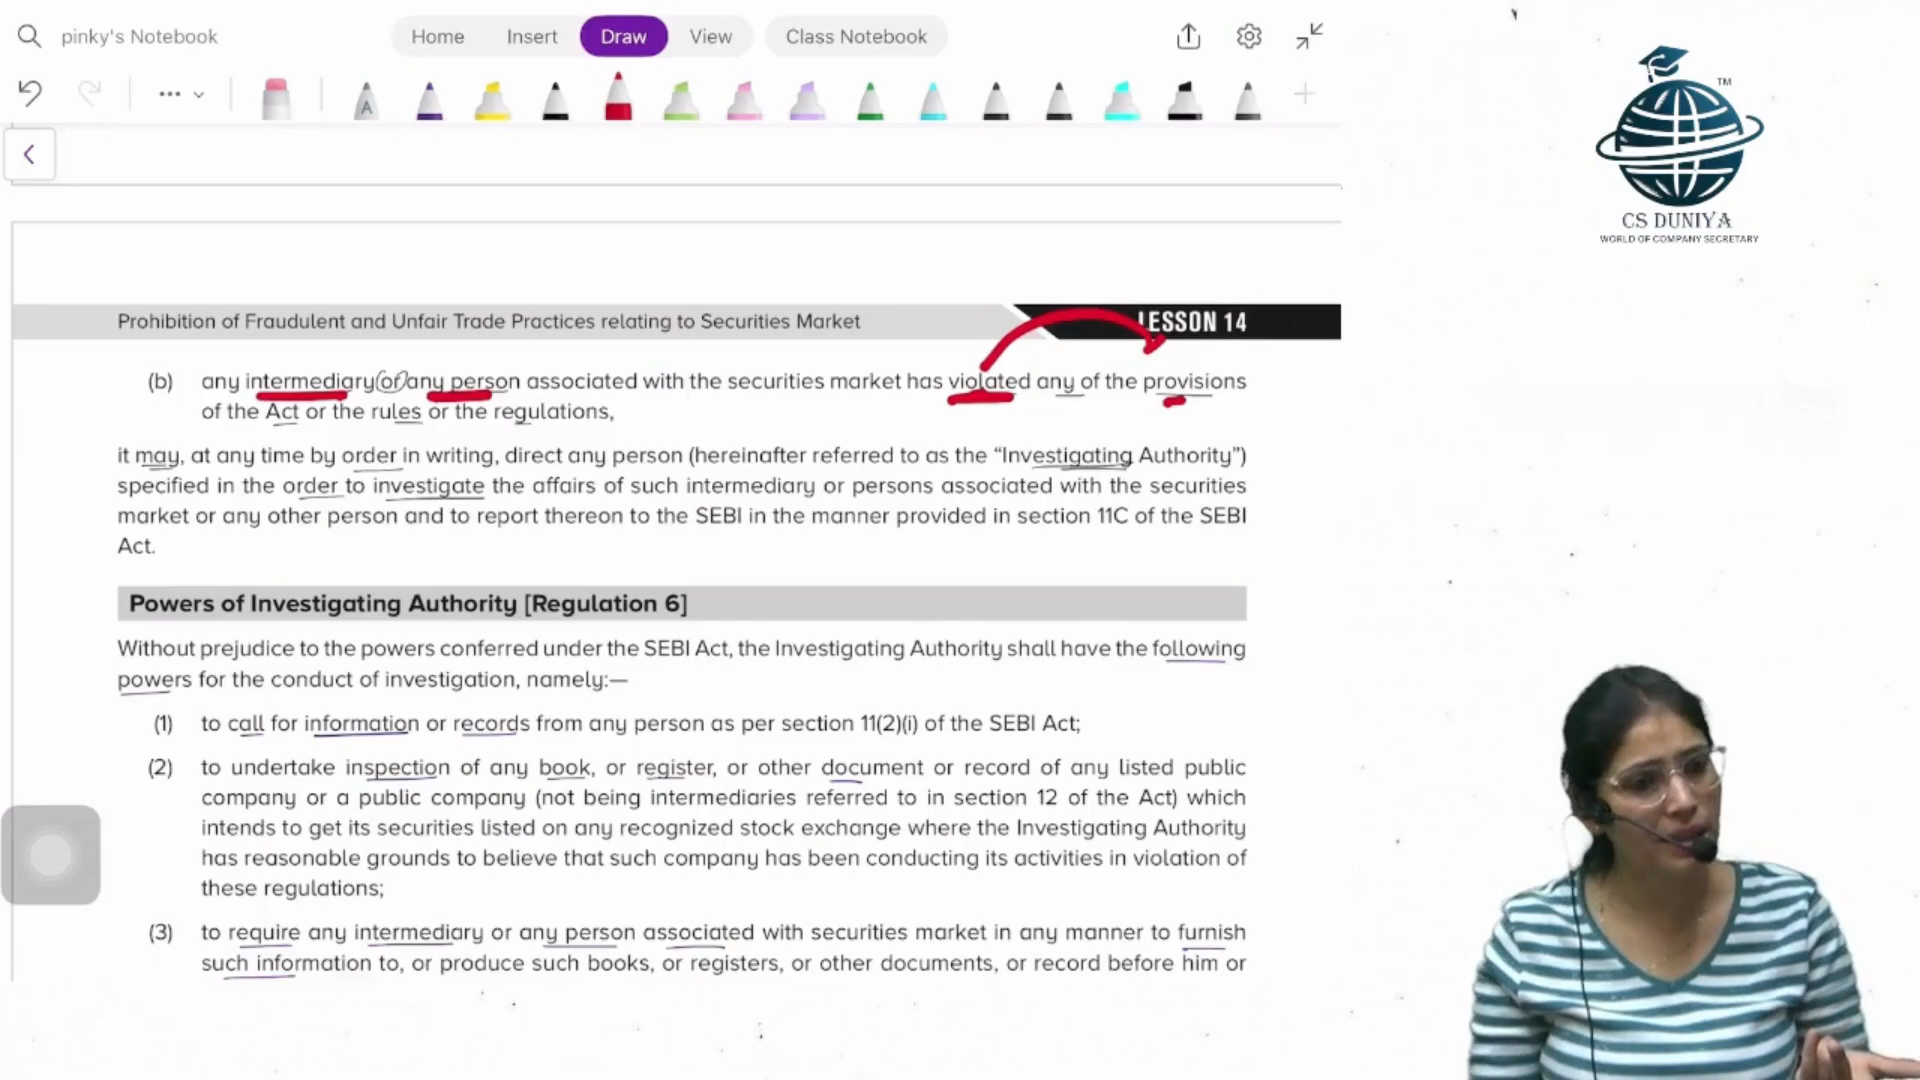 pinky's Notebook
Home Insert Draw View Class Notebook
A
TM
CS DUNIYA
WORLD OF COMPANY SECRETARY
Prohibition of Fraudulent and Unfair Trade Practices relating to Securities Market LESSON 14
(b) any intermediary or any person associated with the securities market has violated any of the provisions
of the Act or the rules or the regulations,
it may, at any time by order in writing, direct any person (hereinafter referred to as the “Investigating Authority”)
specified in the order to investigate the affairs of such intermediary or persons associated with the securities
market or any other person and to report thereon to the SEBI in the manner provided in section 11C of the SEBI
Act.
Powers of Investigating Authority [Regulation 6]
Without prejudice to the powers conferred under the SEBI Act, the Investigating Authority shall have the following
powers for the conduct of investigation, namely:—
(1) to call for information or records from any person as per section 11(2)(i) of the SEBI Act;
(2) to undertake inspection of any book, or register, or other document or record of any listed public
company or a public company (not being intermediaries referred to in section 12 of the Act) which
intends to get its securities listed on any recognized stock exchange where the Investigating Authority
has reasonable grounds to believe that such company has been conducting its activities in violation of
these regulations;
(3) to require any intermediary or any person associated with securities market in any manner to furnish
such information to, or produce such books, or registers, or other documents, or record before him or